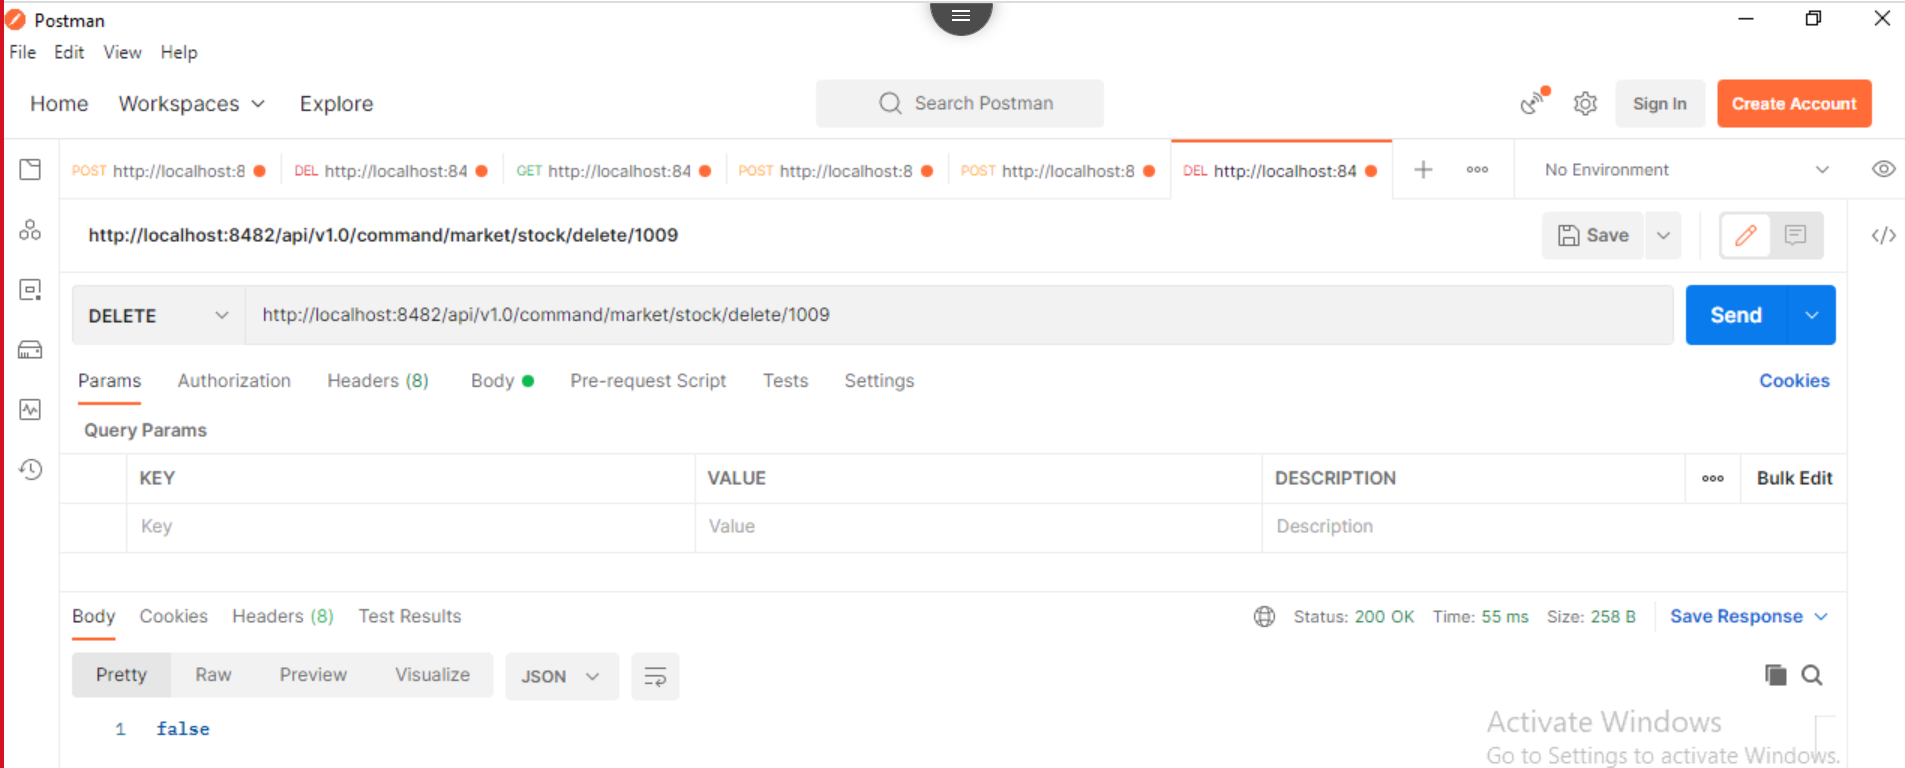 Postman
File Edit View Help
Home Workspaces Explore Search Postman Sign In Create Account
POST http://localhost:8 DEL http://localhost:84 GET http://localhost:84 POST http://localhost:8 POST http://localhost:8 DEL http://localhost:84 No Environment
http://localhost:8482/api/v1.0/command/market/stock/delete/1009 Save
DELETE http://localhost:8482/api/v1.0/command/market/stock/delete/1009 Send
Params Authorization Headers (8) Body Pre-request Script Tests Settings Cookies
Query Params
KEY VALUE DESCRIPTION Bulk Edit
Key Value Description
Body Cookies Headers (8) Test Results Status: 200 OK Time: 55 ms Size: 258 B Save Response
Pretty Raw Preview Visualize JSON
1 false
Activate Windows
Go to Settings to activate Windows.